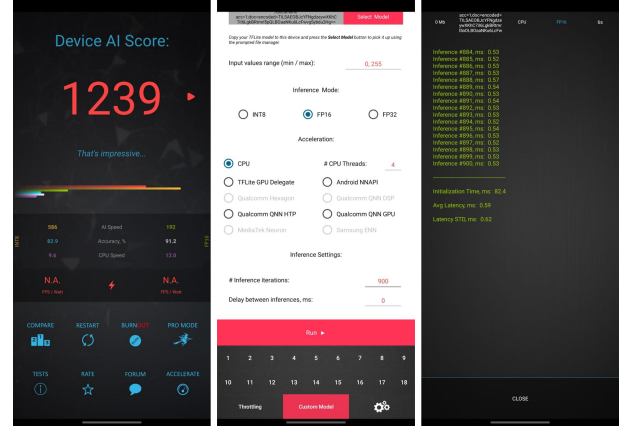 Device AI Score:
1239
That's impressive...
586 AI Speed 192
INT8 82.9 Accuracy, % 91.2 FP16
9.6 CPU Speed 12.0
N.A. N.A.
FPS / Watt FPS / Watt
COMPARE RESTART BURNOUT PRO MODE
TESTS RATE FORUM ACCELERATE
Select Model
Copy your TFLite model to this device and press the Select Model button to pick it up using
the prompted file manager.
Input values range (min / max): 0, 255
Inference Mode:
INT8 FP16 FP32
Acceleration:
CPU # CPU Threads: 4
TFLite GPU Delegate Android NNAPI
Qualcomm Hexagon Qualcomm QNN DSP
Qualcomm QNN HTP Qualcomm QNN GPU
MediaTek Neuron Samsung ENN
Inference Settings:
# Inference iterations: 900
Delay between inferences, ms: 0
Run
1 2 3 4 5 6 7 8 9
10 11 12 13 14 15 16 17 18
Throttling Custom Model
0 Mb CPU FP16 6s
Inference #884, ms: 0.53
Inference #885, ms: 0.52
Inference #886, ms: 0.53
Inference #887, ms: 0.53
Inference #888, ms: 0.57
Inference #889, ms: 0.54
Inference #890, ms: 0.53
Inference #891, ms: 0.54
Inference #892, ms: 0.53
Inference #893, ms: 0.53
Inference #894, ms: 0.52
Inference #895, ms: 0.54
Inference #896, ms: 0.53
Inference #897, ms: 0.52
Inference #898, ms: 0.53
Inference #899, ms: 0.53
Inference #900, ms: 0.53
Initialization Time, ms: 82.4
Avg Latency, ms: 0.59
Latency STD, ms: 0.62
CLOSE